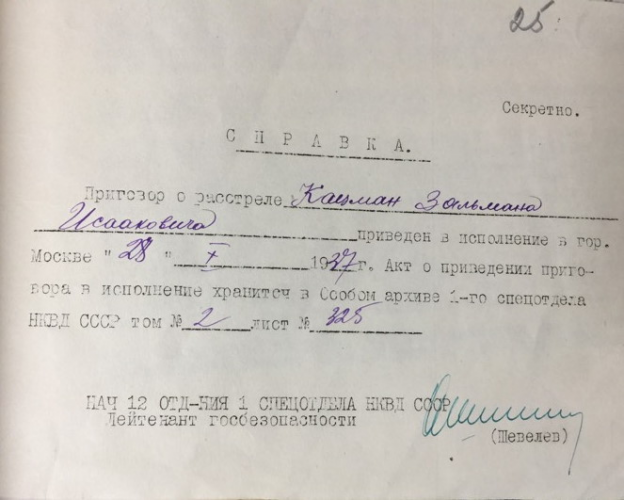 25.
Секретно.
СПРАВКА.
Приговор о расстреле Кацман Зальмана
Исааковича приведен в исполнение в гор.
Москве "28" X 1937 г. Акт о приведении приго-
вора в исполнение хранится в Особом архиве 1-го спецотдела
НКВД СССР том № 2 лист № 325
НАЧ 12 ОТД-НИЯ 1 СПЕЦОТДЕЛА НКВД СССР
Лейтенант госбезопасности
(Шевелев)